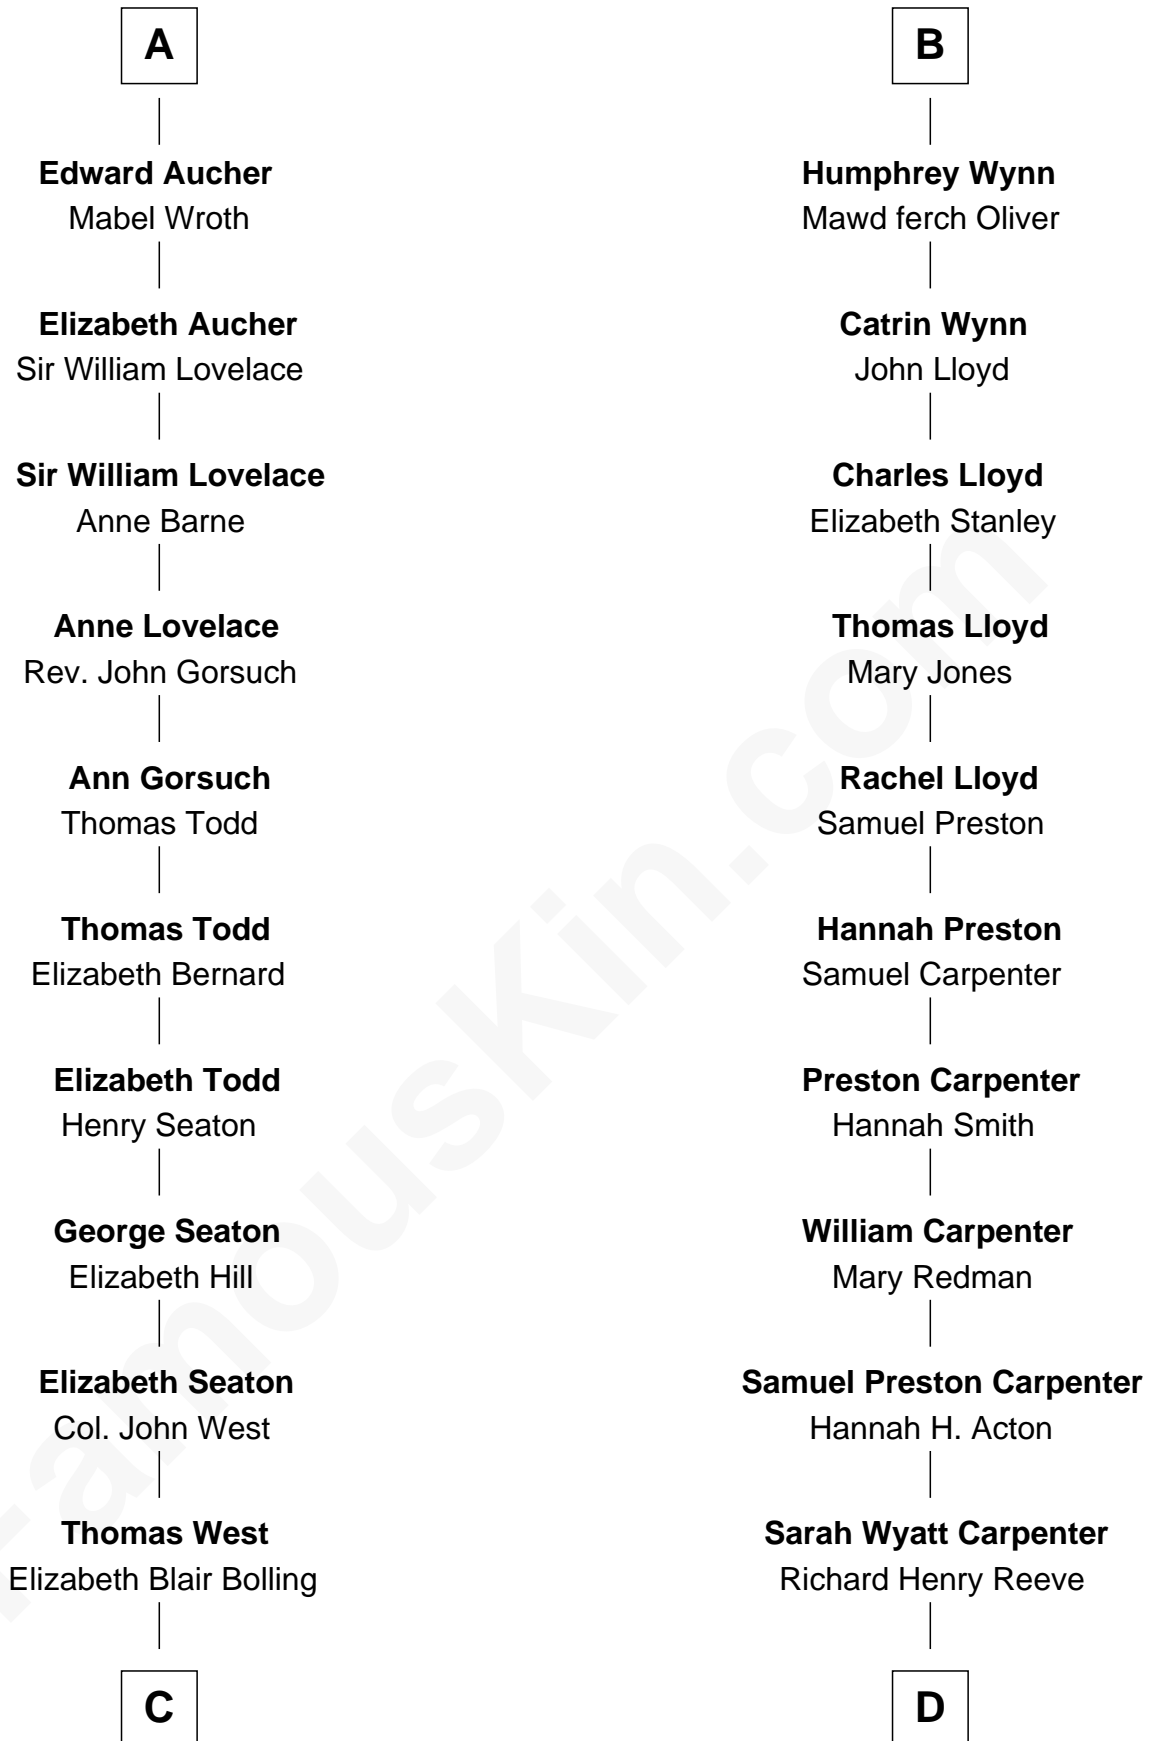 A
Edward Aucher
Mabel Wroth
Elizabeth Aucher
Sir William Lovelace
Sir William Lovelace
Anne Barne
Anne Lovelace
Rev. John Gorsuch
Ann Gorsuch
Thomas Todd
Thomas Todd
Elizabeth Bernard
Elizabeth Todd
Henry Seaton
George Seaton
Elizabeth Hill
Elizabeth Seaton
Col. John West
Thomas West
Elizabeth Blair Bolling
C
B
Humphrey Wynn
Mawd ferch Oliver
Catrin Wynn
John Lloyd
Charles Lloyd
Elizabeth Stanley
Thomas Lloyd
Mary Jones
Rachel Lloyd
Samuel Preston
Hannah Preston
Samuel Carpenter
Preston Carpenter
Hannah Smith
William Carpenter
Mary Redman
Samuel Preston Carpenter
Hannah H. Acton
Sarah Wyatt Carpenter
Richard Henry Reeve
D
FamousKin.com